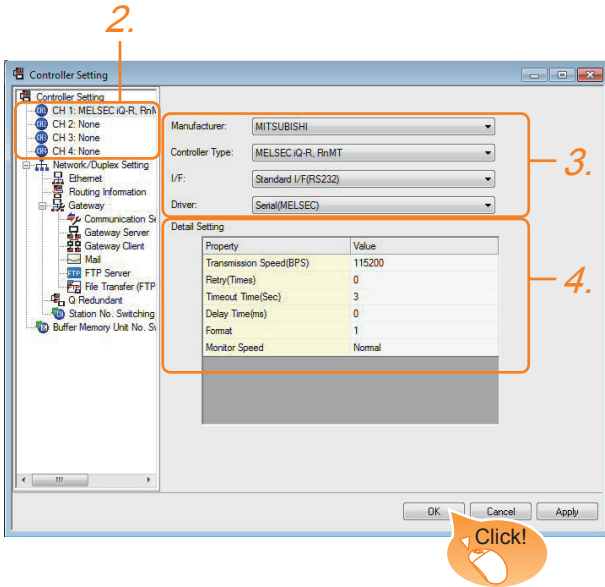 2.
Controller Setting
Controller Setting
CH 1: MELSEC iQ-R, RnM
CH 2: None
CH 3: None
CH 4: None
Network/Duplex Setting
Ethernet
Routing Information
Gateway
Communication Se
Gateway Server
Gateway Client
Mail
FTP Server
File Transfer (FTP
Q Redundant
Station No. Switching
Buffer Memory Unit No. Sw
Manufacturer: MITSUBISHI
Controller Type: MELSEC iQ-R, RnMT
I/F: Standard I/F(RS232)
Driver: Serial(MELSEC)
3.
Detail Setting
Property Value
Transmission Speed(BPS) 115200
Retry(Times) 0
Timeout Time(Sec) 3
Delay Time(ms) 0
Format 1
Monitor Speed Normal
4.
OK Cancel Apply
Click!